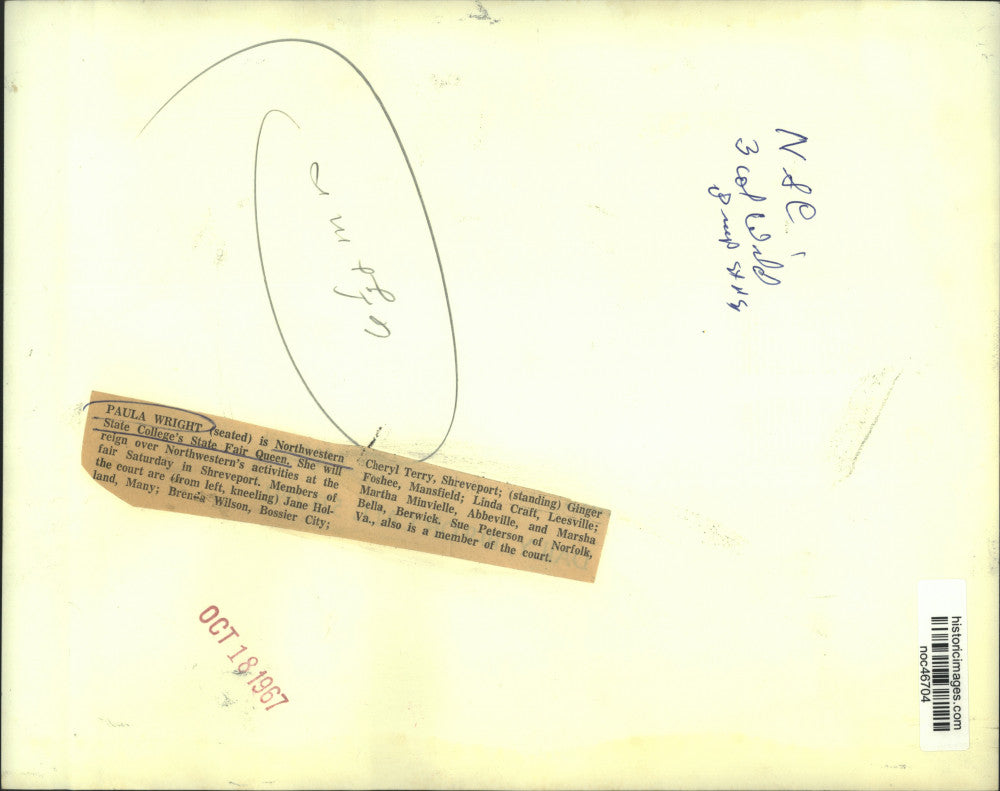 N S C
3 col Wild
PAULA WRIGHT (seated) is Northwestern
State College's State Fair Queen. She will
reign over Northwestern's activities at the
fair Saturday in Shreveport. Members of
the court are (from left, kneeling) Jane Hol-
land, Many; Brenda Wilson, Bossier City;
Cheryl Terry, Shreveport; (standing) Ginger
Foshee, Mansfield; Linda Craft, Leesville;
Martha Minvielle, Abbeville, and Marsha
Bella, Berwick. Sue Peterson of Norfolk,
Va., also is a member of the court.
OCT 18 1967
historicimages.com
noc46704